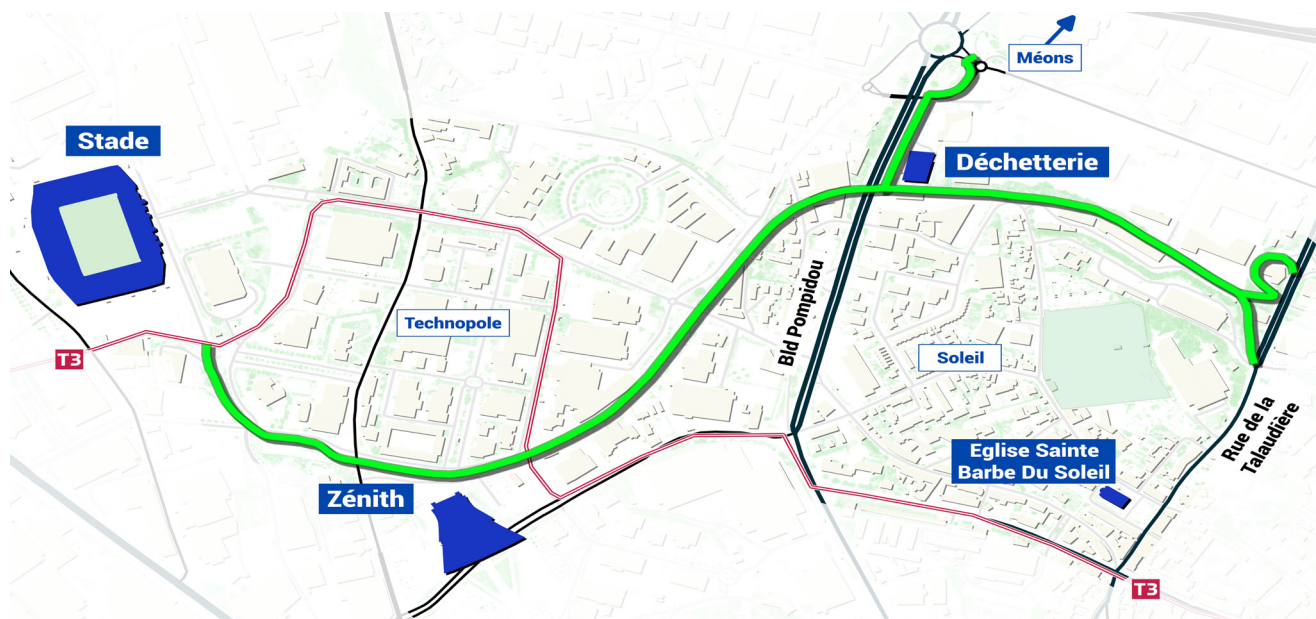 Méons
Stade
Déchetterie
Technopole
Bld Pompidou
Soleil
T3
Rue de la
Talaudière
Eglise Sainte
Barbe Du Soleil
Zénith
T3